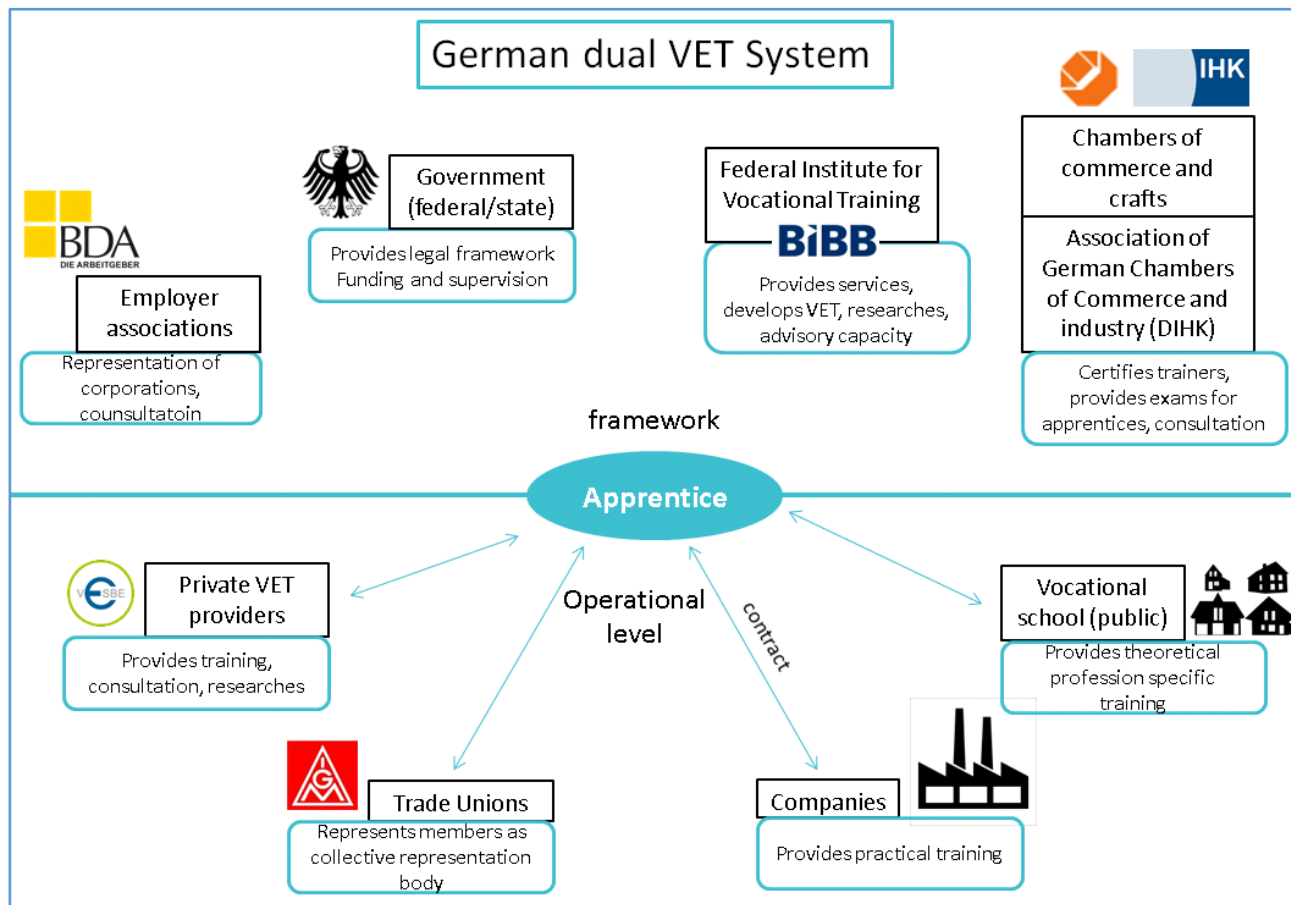 German dual VET System
IHK
Chambers of
commerce and
crafts
Association of
German Chambers
of Commerce and
industry (DIHK)
Certifies trainers,
provides exams for
apprentices, consultation
Federal Institute for
Vocational Training
BiBB
Provides services,
develops VET, researches,
advisory capacity
Government
(federal/state)
Provides legal framework
Funding and supervision
BDA
DIE ARBEITGEBER
Employer
associations
Representation of
corporations,
counsultatoin
framework
Apprentice
Operational
level
contract
VESBE
Private VET
providers
Provides training,
consultation, researches
IGM
Trade Unions
Represents members as
collective representation
body
Companies
Provides practical training
Vocational
school (public)
Provides theoretical
profession specific
training